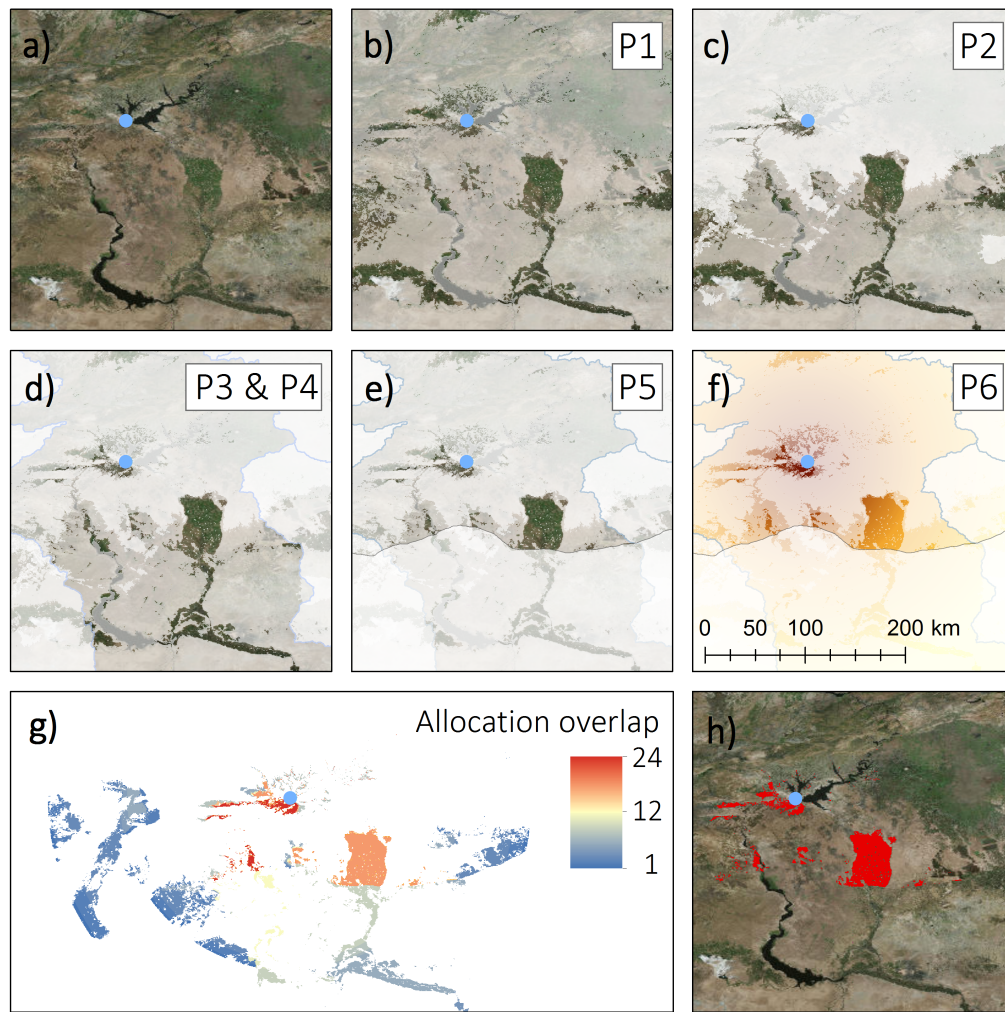 a)
b)
P1
c)
P2
d)
P3 & P4
e)
P5
f)
P6
0 50 100 200 km
g)
Allocation overlap
24
12
1
h)